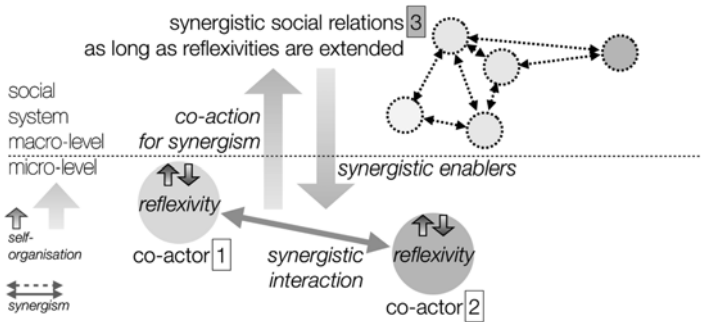 synergistic social relations 3
as long as reflexivities are extended
social
system
macro-level
micro-level
co-action
for synergism
synergistic enablers
reflexivity
co-actor 1
synergistic
interaction
reflexivity
co-actor 2
self-
organisation
synergism